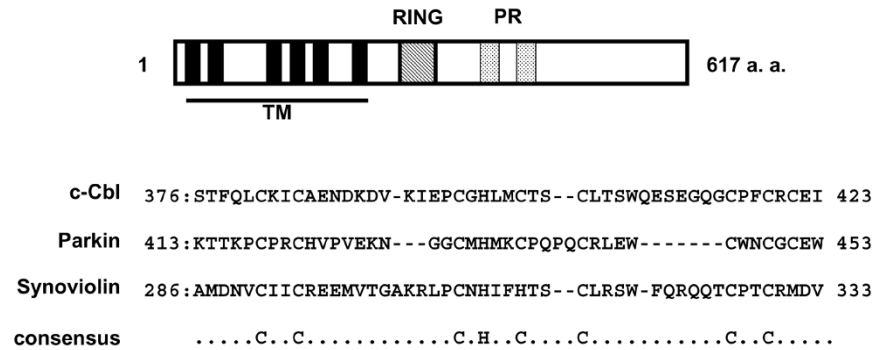 RING PR
1 617 a. a.
TM
c-Cbl 376:STFQLCKICAENDKDV-KIEPCGHLMCTS--CLTSWQESEGQGCPFCRCEI 423
Parkin 413:KTTKPCPRCHVPVEKN---GGCMHMKCPQPQCRLEW-------CWNCGCEW 453
Synoviolin 286:AMDNVCIICREEMVTGAKRLPCNHIFHTS--CLRSW-FQRQQTCPTCRMDV 333
consensus .....C..C............C.H..C....C...........C..C.....